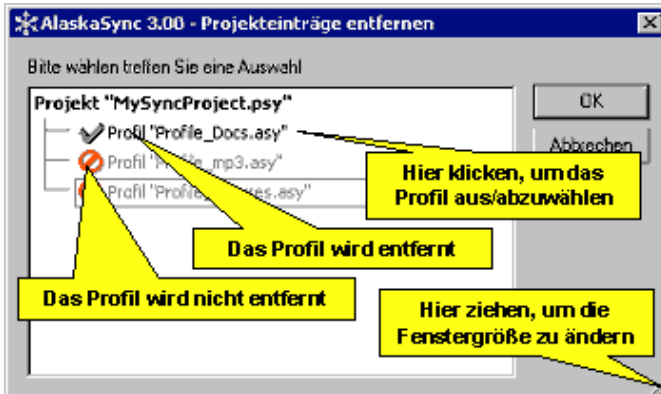 AlaskaSync 3.00 - Projekteinträge entfernen
Bitte wählen treffen Sie eine Auswahl
Projekt "MySyncProject.psy"
Profil "Profile_Docs.asy"
Profil "Profile_mp3.asy"
Profil
OK
Abbrechen
Hier klicken, um das
Profil aus/abzuwählen
Das Profil wird entfernt
Das Profil wird nicht entfernt
Hier ziehen, um die
Fenstergröße zu ändern